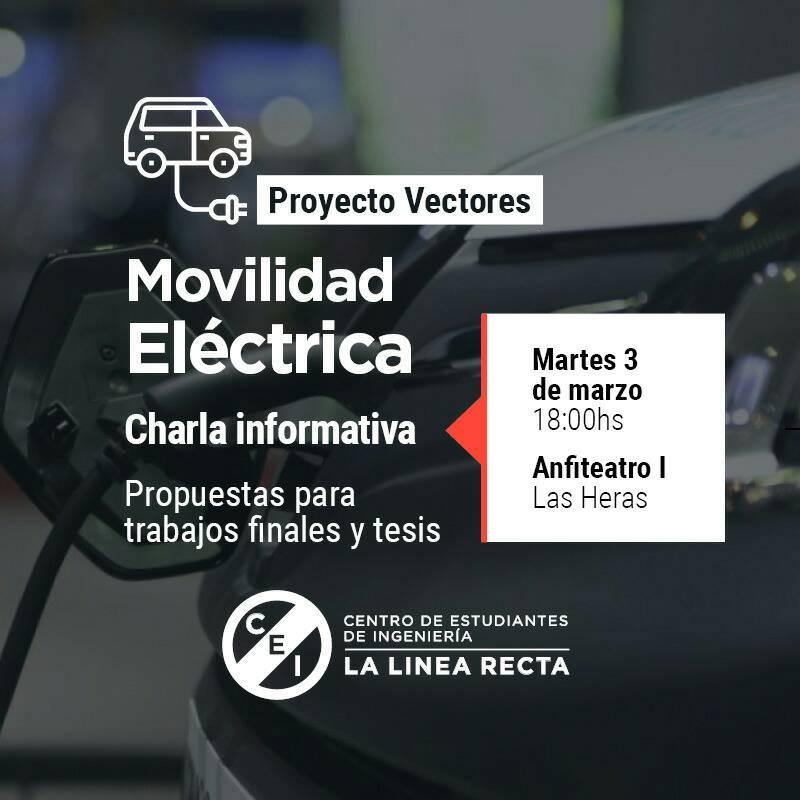 Proyecto Vectores
Movilidad
Eléctrica
Charla informativa
Propuestas para
trabajos finales y tesis
Martes 3
de marzo
18:00hs
Anfiteatro I
Las Heras
CEI
CENTRO DE ESTUDIANTES
DE INGENIERÍA
LA LINEA RECTA